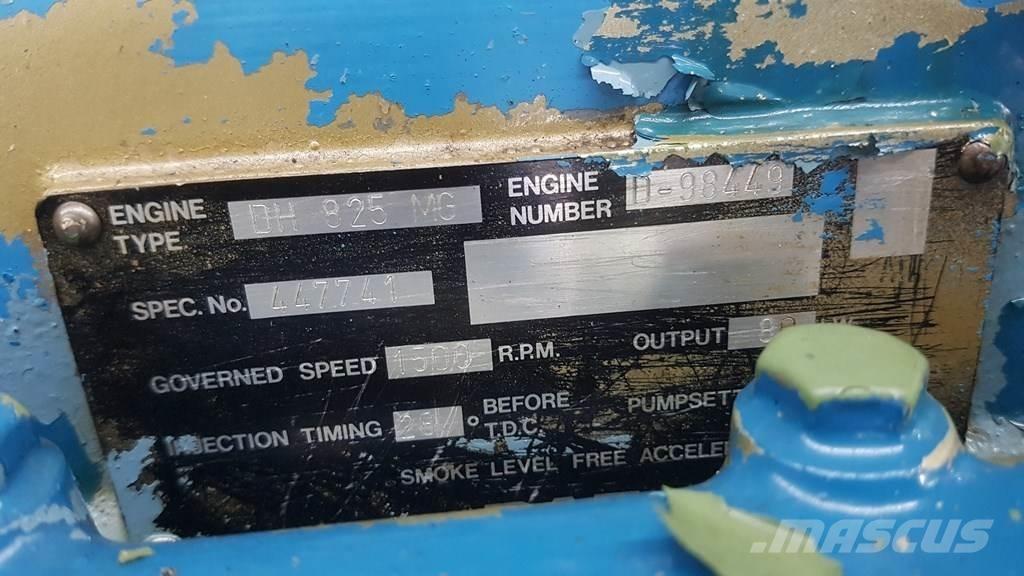 ENGINE TYPE DH 825 MG
ENGINE NUMBER D-98449
SPEC. No. 447741
GOVERNED SPEED 1500 R.P.M.
OUTPUT
INJECTION TIMING ° BEFORE T.D.C.
PUMPSET
SMOKE LEVEL FREE ACCELE
MASCUS